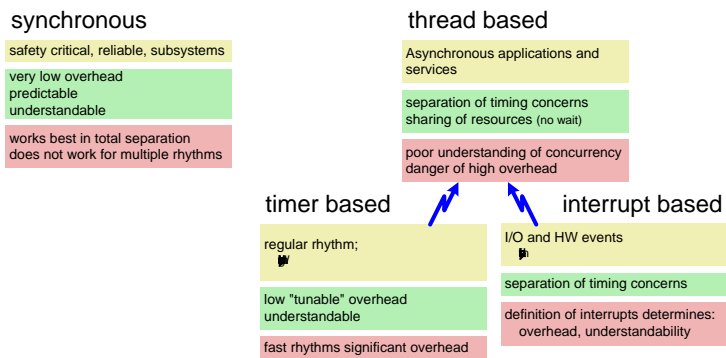 synchronous
safety critical, reliable, subsystems
very low overhead
predictable
understandable
works best in total separation
does not work for multiple rhythms
thread based
Asynchronous applications and
services
separation of timing concerns
sharing of resources (no wait)
poor understanding of concurrency
danger of high overhead
timer based
regular rhythm;
low "tunable" overhead
understandable
fast rhythms significant overhead
interrupt based
I/O and HW events
separation of timing concerns
definition of interrupts determines:
overhead, understandability